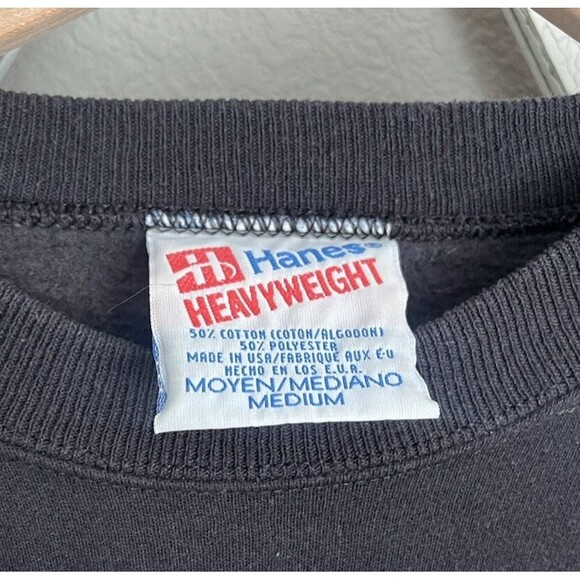 Hanes®
HEAVYWEIGHT
50% COTTON (COTON/ALGODON)
50% POLYESTER
MADE IN USA/FABRIQUE AUX É-U
HECHO EN LOS E.U.A.
MOYEN/MEDIANO
MEDIUM